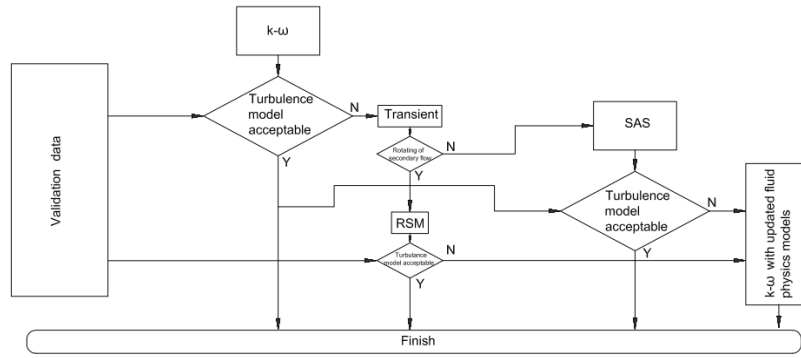 k-ω
Validation data
Turbulence
model
acceptable
N
Y
Transient
Rotating of
secondary flow
N
Y
SAS
Turbulence
model
acceptable
N
Y
RSM
Turbulance
model acceptable
N
Y
k-ω with updated fluid
physics models
Finish